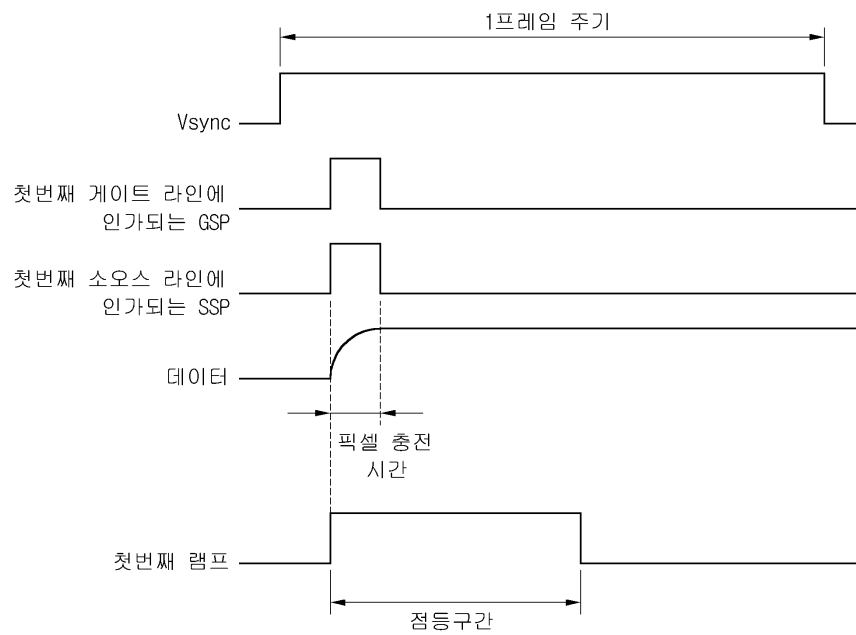 1프레임 주기
Vsync
첫번째 게이트 라인에
인가되는 GSP
첫번째 소오스 라인에
인가되는 SSP
데이터
픽셀 충전
시간
첫번째 램프
점등구간